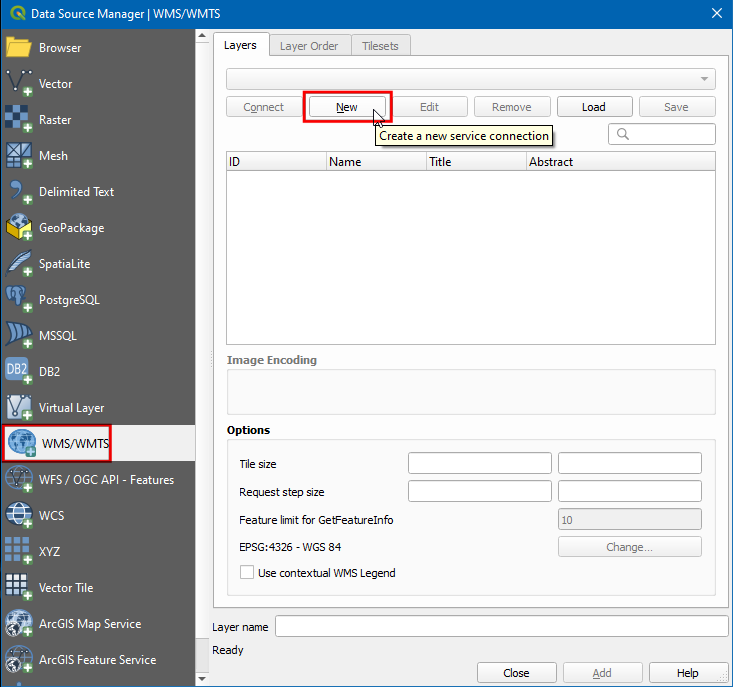 Data Source Manager | WMS/WMTS
Browser
Vector
Raster
Mesh
Delimited Text
GeoPackage
SpatiaLite
PostgreSQL
MSSQL
DB2
DB2
Virtual Layer
WMS/WMTS
WFS / OGC API - Features
WCS
XYZ
Vector Tile
ArcGIS Map Service
ArcGIS Feature Service
Layers Layer Order Tilesets
Connect New Edit Remove Load Save
Create a new service connection
ID Name Title Abstract
Image Encoding
Options
Tile size
Request step size
Feature limit for GetFeatureInfo 10
EPSG:4326 - WGS 84 Change...
Use contextual WMS Legend
Layer name
Ready
Close Add Help